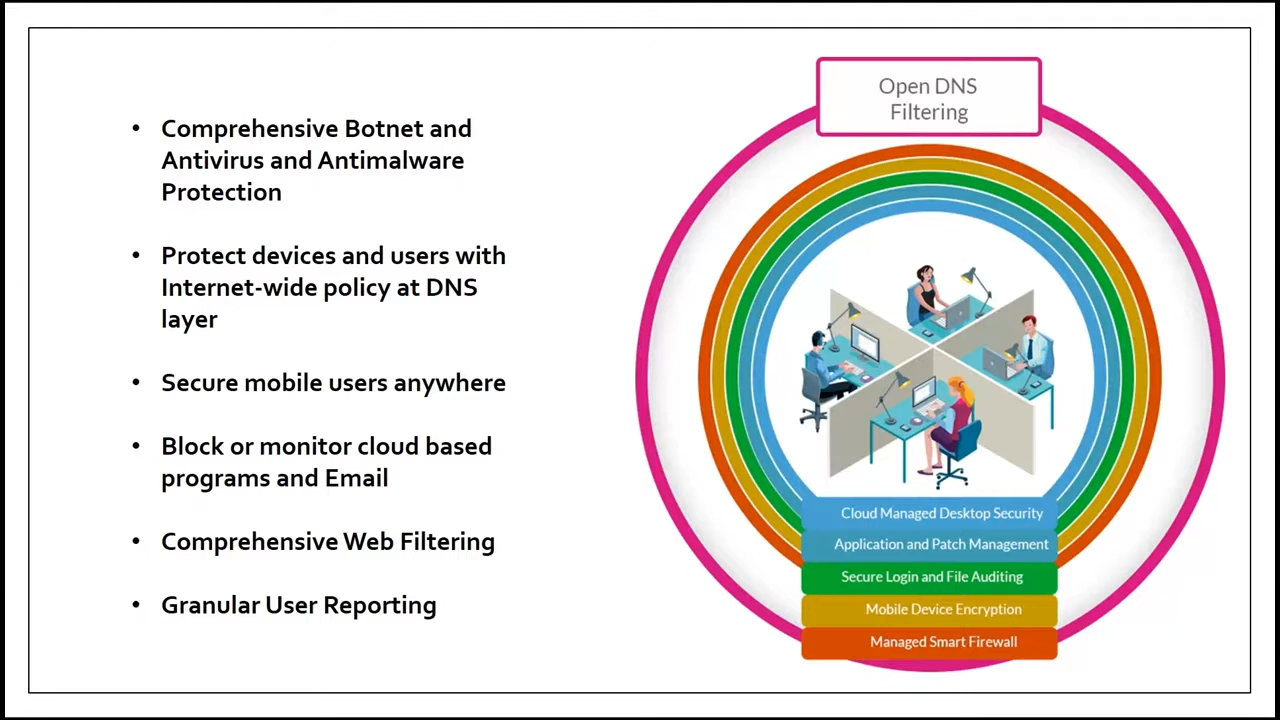 • Comprehensive Botnet and
Antivirus and Antimalware
Protection
• Protect devices and users with
Internet-wide policy at DNS
layer
• Secure mobile users anywhere
• Block or monitor cloud based
programs and Email
• Comprehensive Web Filtering
• Granular User Reporting
Open DNS
Filtering
Cloud Managed Desktop Security
Application and Patch Management
Secure Login and File Auditing
Mobile Device Encryption
Managed Smart Firewall